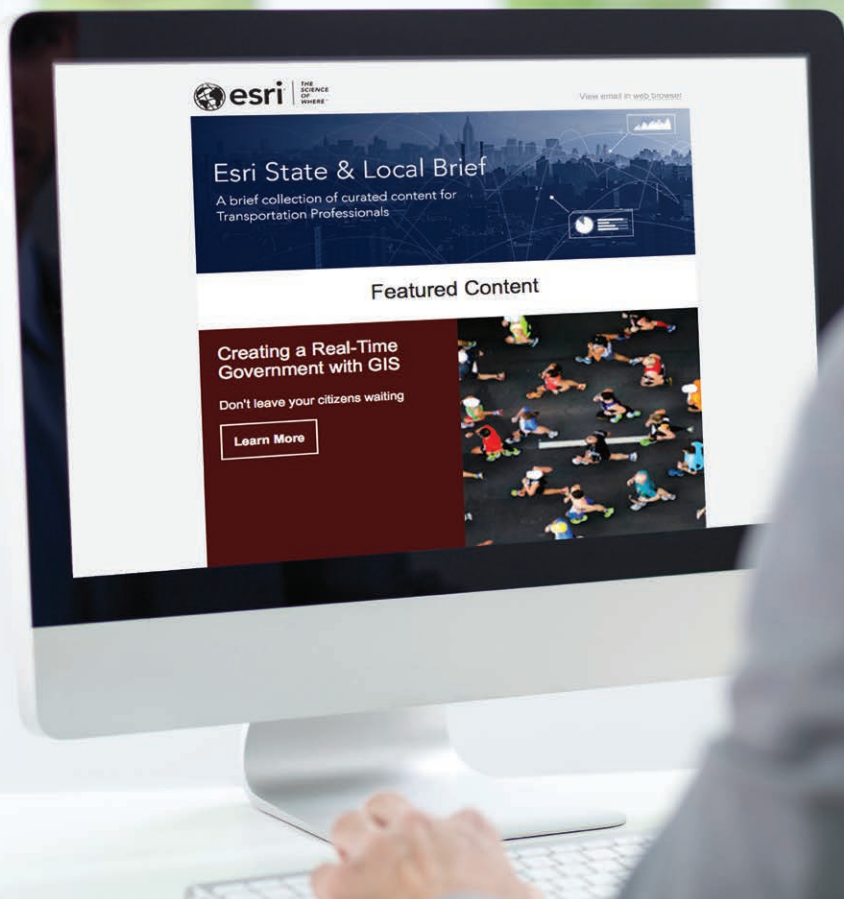 esri
THE
SCIENCE
OF
WHERE
View email in web browser
Esri State & Local Brief
A brief collection of curated content for
Transportation Professionals
Featured Content
Creating a Real-Time
Government with GIS
Don't leave your citizens waiting
Learn More